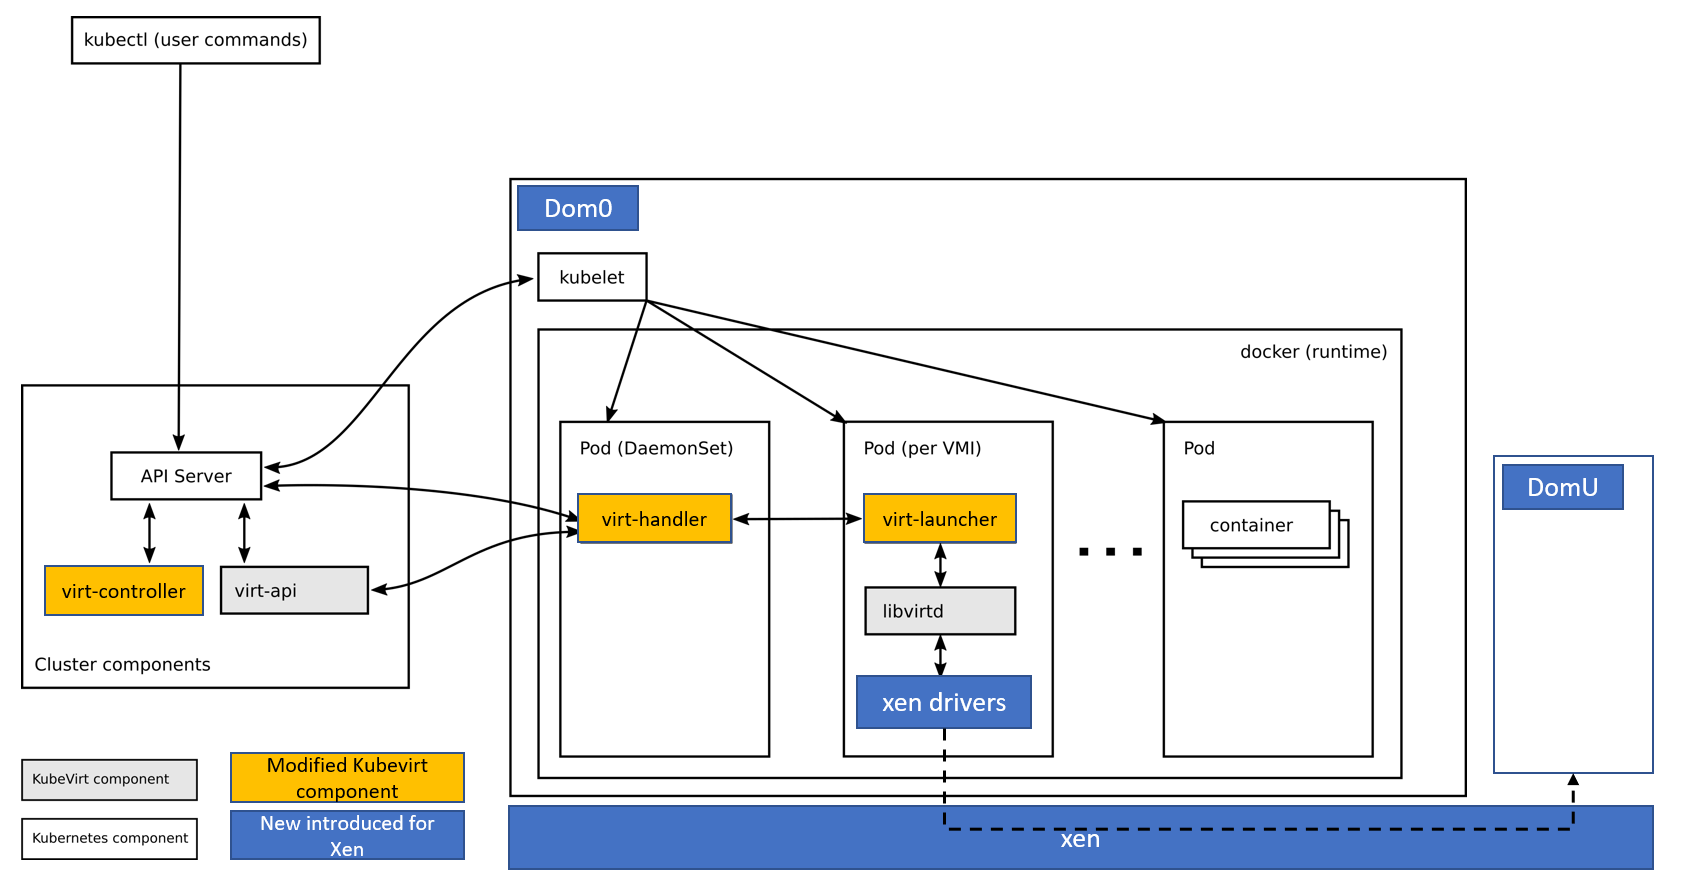 kubectl (user commands)
Dom0
kubelet
docker (runtime)
Pod (DaemonSet)
Pod (per VMI)
Pod
API Server
virt-handler
virt-launcher
container
DomU
virt-controller
virt-api
libvirtd
Cluster components
xen drivers
KubeVirt component
Modified Kubevirt
component
Kubernetes component
New introduced for
Xen
xen